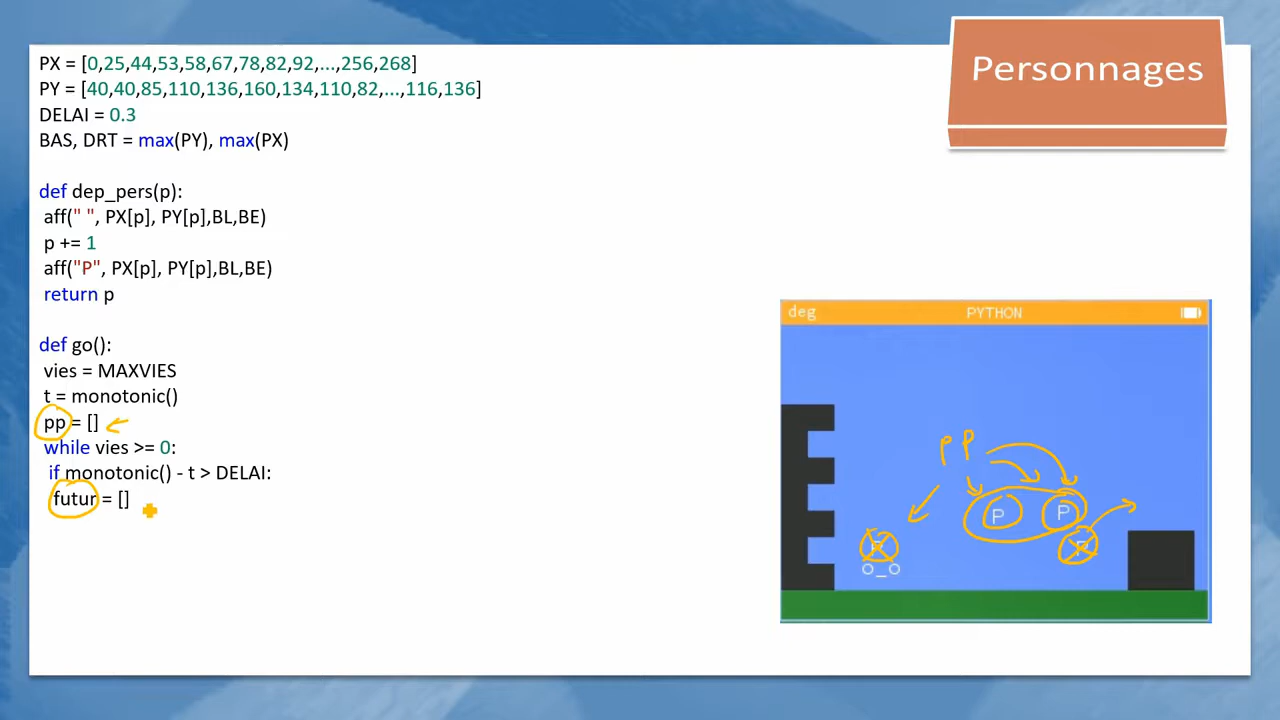 PX = [0,25,44,53,58,67,78,82,92,...,256,268]
PY = [40,40,85,110,136,160,134,110,82,...,116,136]
DELAI = 0.3
BAS, DRT = max(PY), max(PX)
def dep_pers(p):
aff(" ", PX[p], PY[p],BL,BE)
p += 1
aff("P", PX[p], PY[p],BL,BE)
return p
def go():
vies = MAXVIES
t = monotonic()
pp = []
while vies >= 0:
if monotonic() - t > DELAI:
futur = []
Personnages
deg PYTHON
PP
P P
P P
O_O